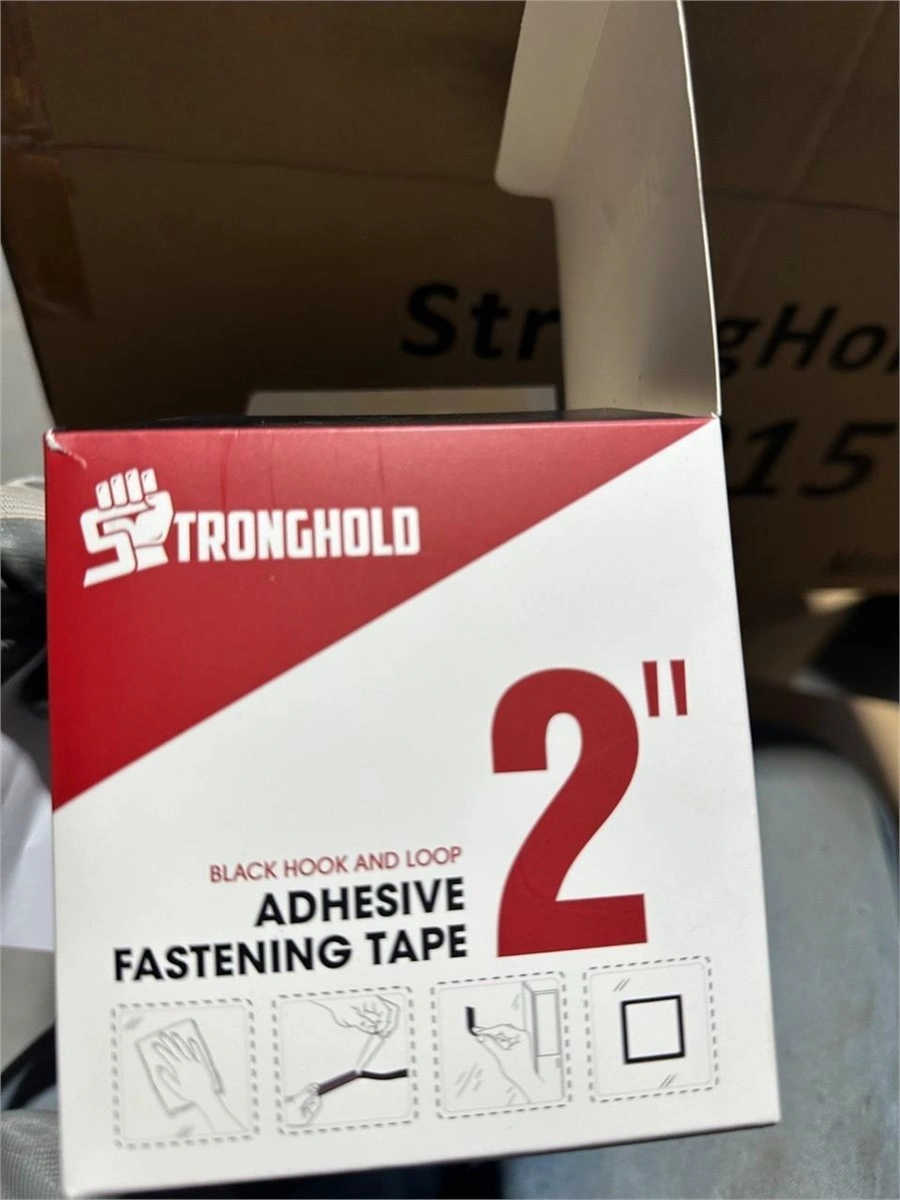 STRONGHOLD
2"
BLACK HOOK AND LOOP
ADHESIVE
FASTENING TAPE